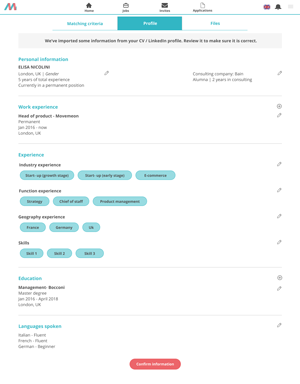 Home
Jobs
Invites
Applications
Matching criteria
Profile
Files
We've imported some information from your CV / LinkedIn profile. Review it to make sure it is correct.
Personal information
ELISA NICOLINI
London, UK | Gender
5 years of total experience
Currently in a permanent position
Consulting company: Bain
Alumna | 2 years in consulting
Work experience
Head of product - Movemeon
Permanent
Jan 2016 - now
London, UK
Experience
Industry experience
Start- up (growth stage)
Start- up (early stage)
E-commerce
Function experience
Strategy
Chief of staff
Product management
Geography experience
France
Germany
UK
Skills
Skill 1
Skill 2
Skill 3
Education
Management- Bocconi
Master degree
Jan 2016 - April 2018
London, UK
Languages spoken
Italian - Fluent
French - Fluent
German - Beginner
Confirm information